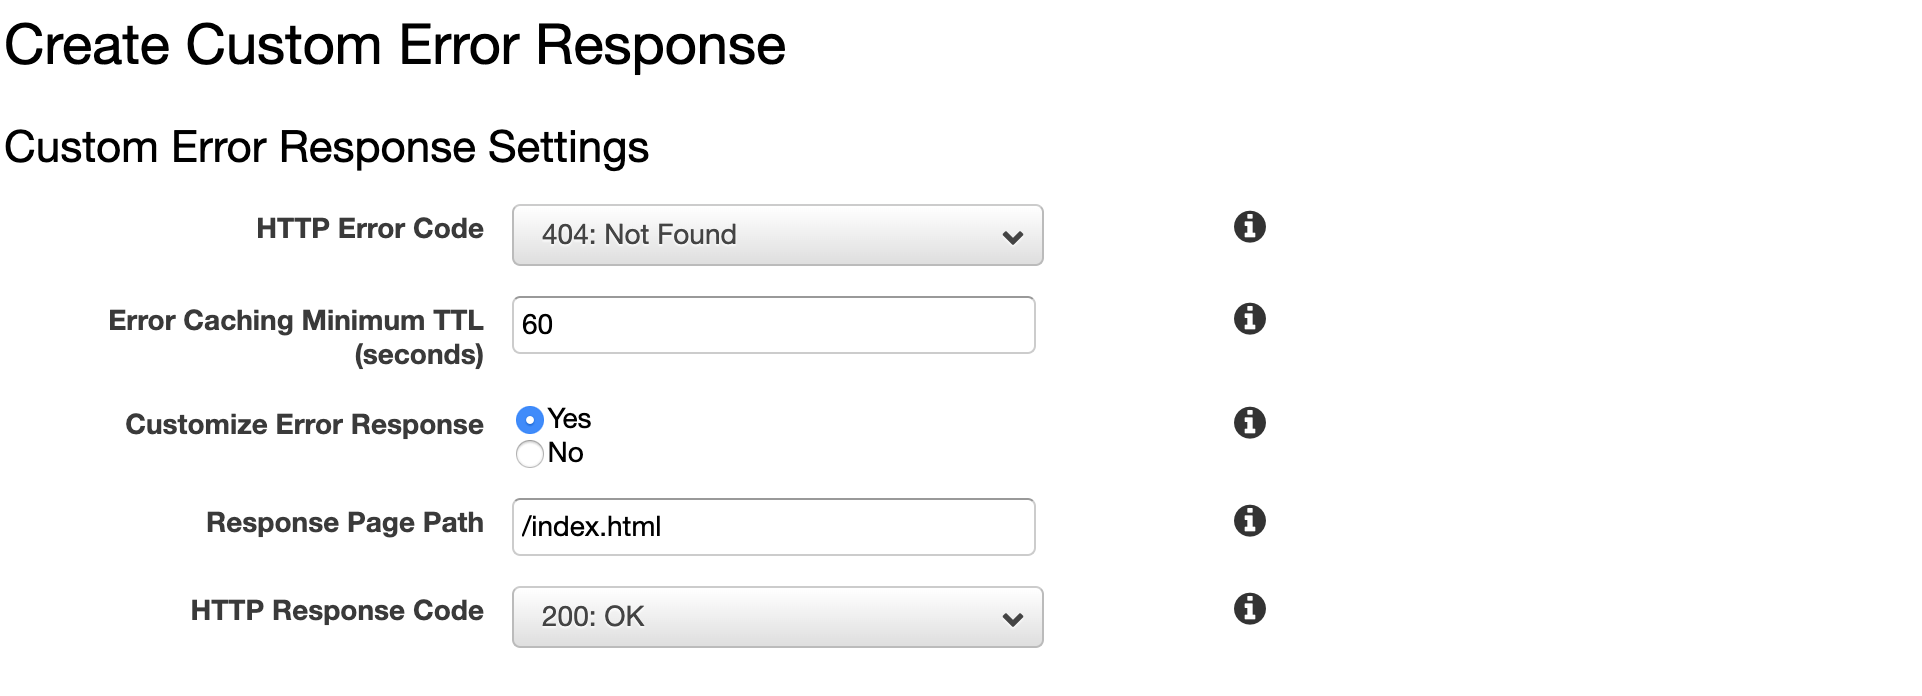 Create Custom Error Response
Custom Error Response Settings
HTTP Error Code
404: Not Found
Error Caching Minimum TTL
(seconds)
60
Customize Error Response
Yes
No
Response Page Path
/index.html
HTTP Response Code
200: OK